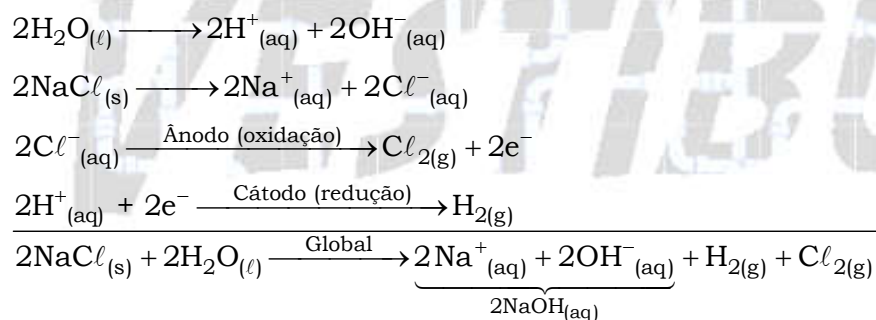 2H₂O(ℓ) ⟶ 2H⁺(aq) + 2OH⁻(aq)
2NaCℓ(s) ⟶ 2Na⁺(aq) + 2Cℓ⁻(aq)
2Cℓ⁻(aq) Ânodo (oxidação)⟶ Cℓ₂(g) + 2e⁻
2H⁺(aq) + 2e⁻ Cátodo (redução)⟶ H₂(g)
2NaCℓ(s) + 2H₂O(ℓ) Global⟶ 2Na⁺(aq) + 2OH⁻(aq) + H₂(g) + Cℓ₂(g)
2NaOH(aq)